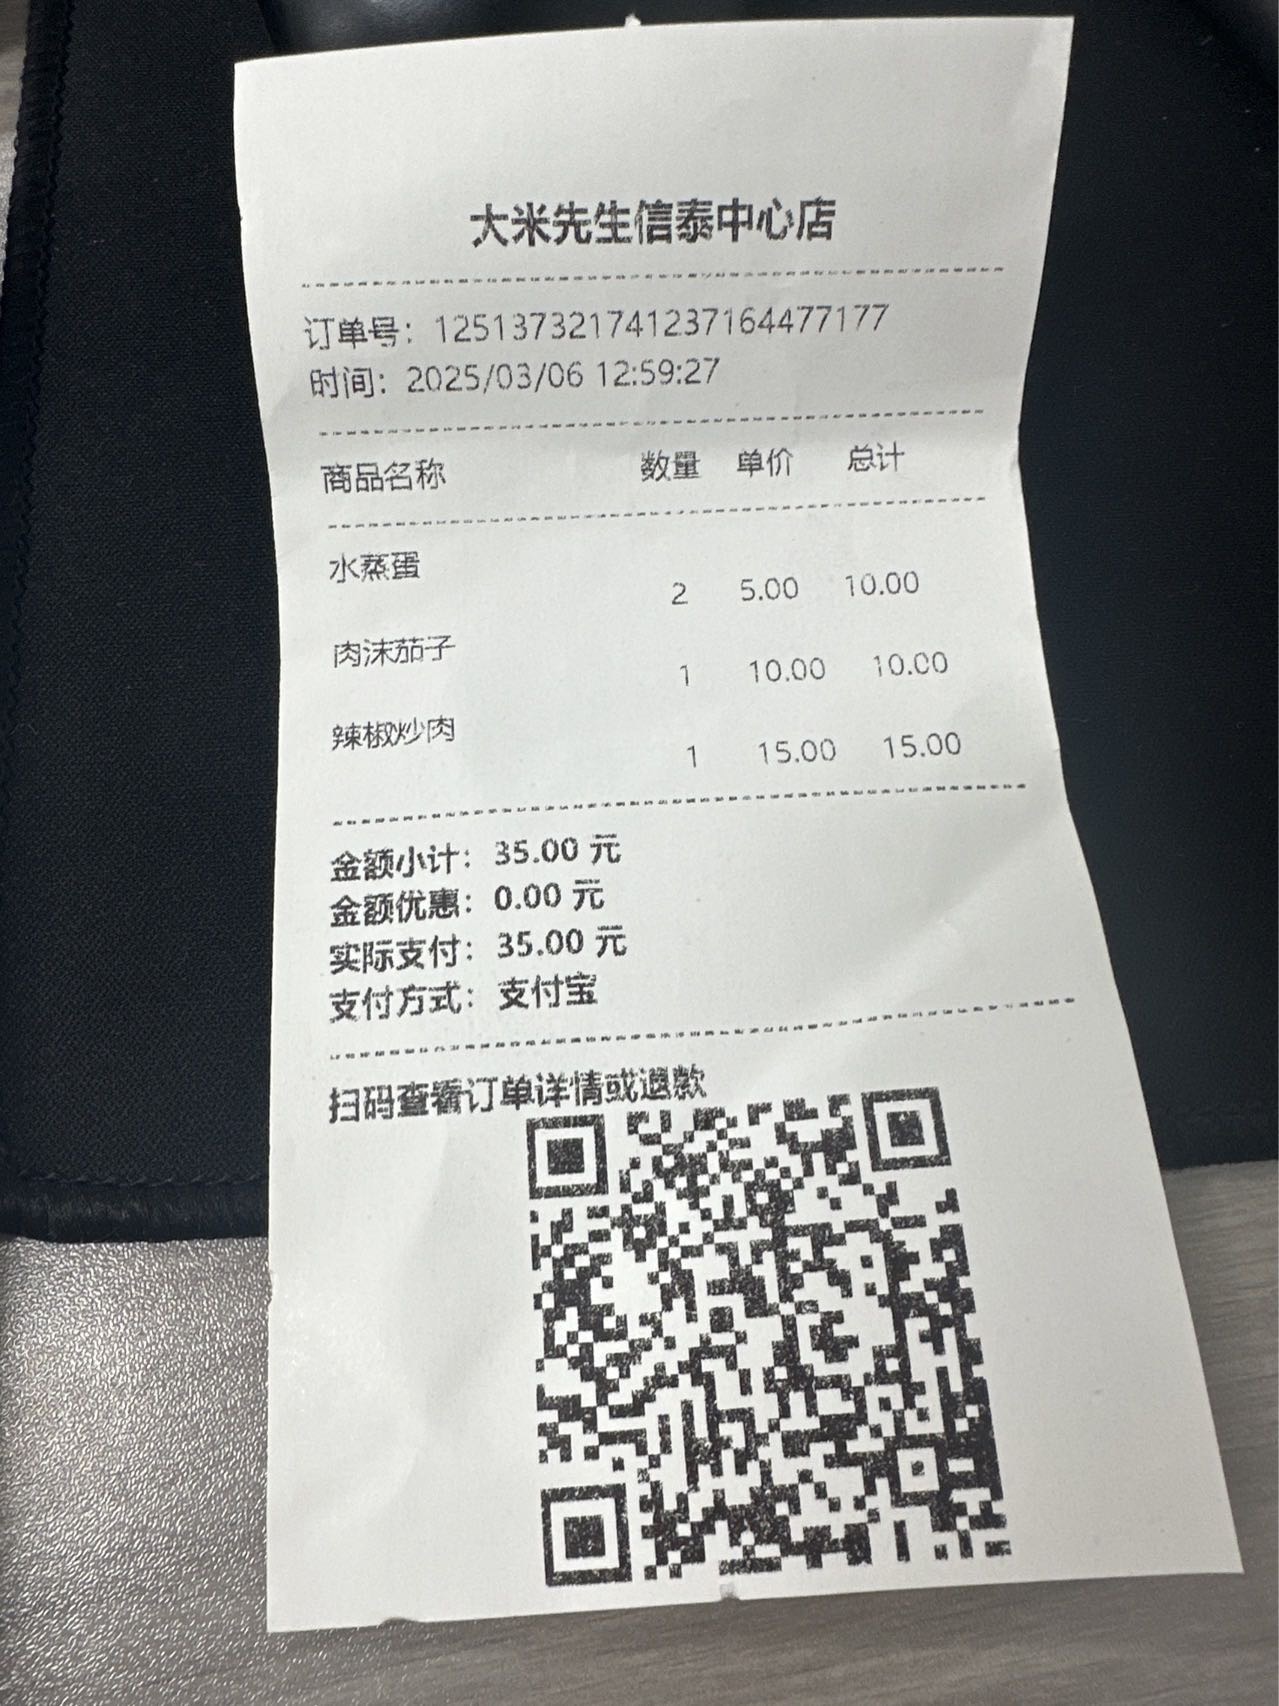 大米先生信泰中心店
订单号：125137321741237164477177
时间：2025/03/06 12:59:27
商品名称 数量 单价 总计
水蒸蛋
2 5.00 10.00
肉沫茄子
1 10.00 10.00
辣椒炒肉
1 15.00 15.00
金额小计：35.00 元
金额优惠：0.00 元
实际支付：35.00 元
支付方式：支付宝
扫码查看订单详情或退款